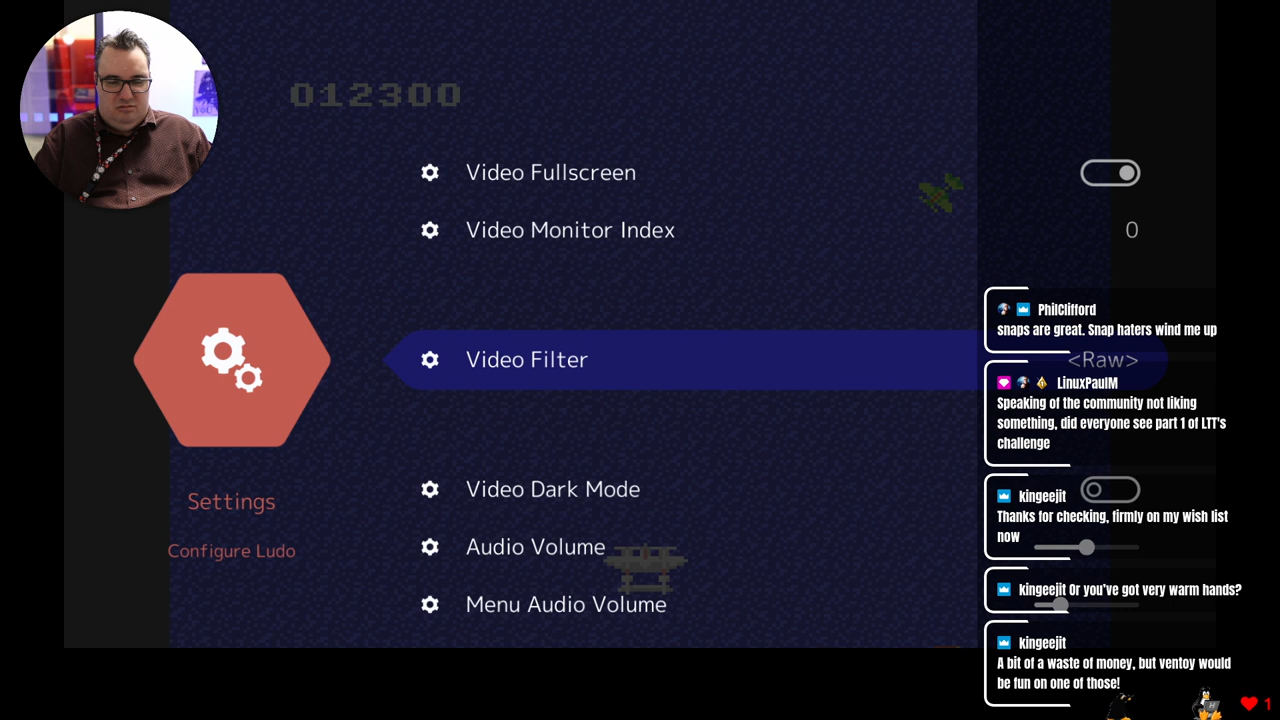 012300
Video Fullscreen
Video Monitor Index
0
Video Filter
<Raw>
Settings
Configure Ludo
Video Dark Mode
Audio Volume
Menu Audio Volume
PhilClifford
snaps are great. Snap haters wind me up
LinuxPaulM
Speaking of the community not liking
something, did everyone see part 1 of LTT's
challenge
kingeejit
Thanks for checking, firmly on my wish list
now
kingeejit Or you've got very warm hands?
kingeejit
A bit of a waste of money, but ventoy would
be fun on one of those!
1